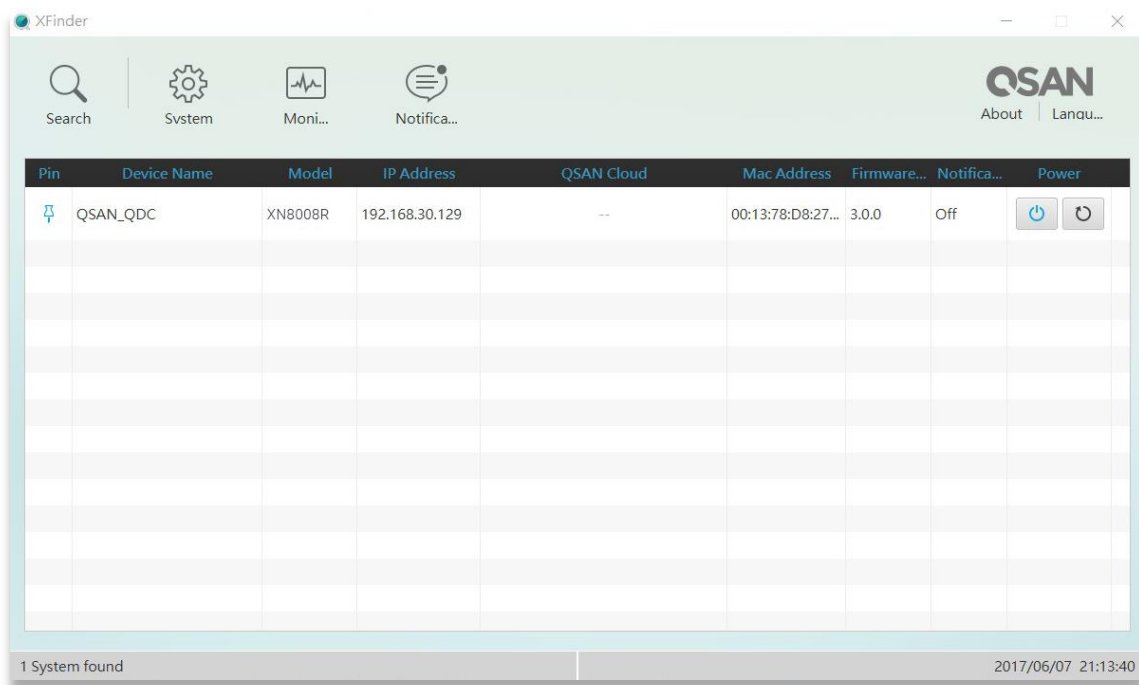 XFinder
Search Svstem Moni... Notifica...
QSAN
About Langu...
Pin Device Name Model IP Address QSAN Cloud Mac Address Firmware... Notifica... Power
QSAN_QDC XN8008R 192.168.30.129 -- 00:13:78:D8:27... 3.0.0 Off
1 System found 2017/06/07 21:13:40